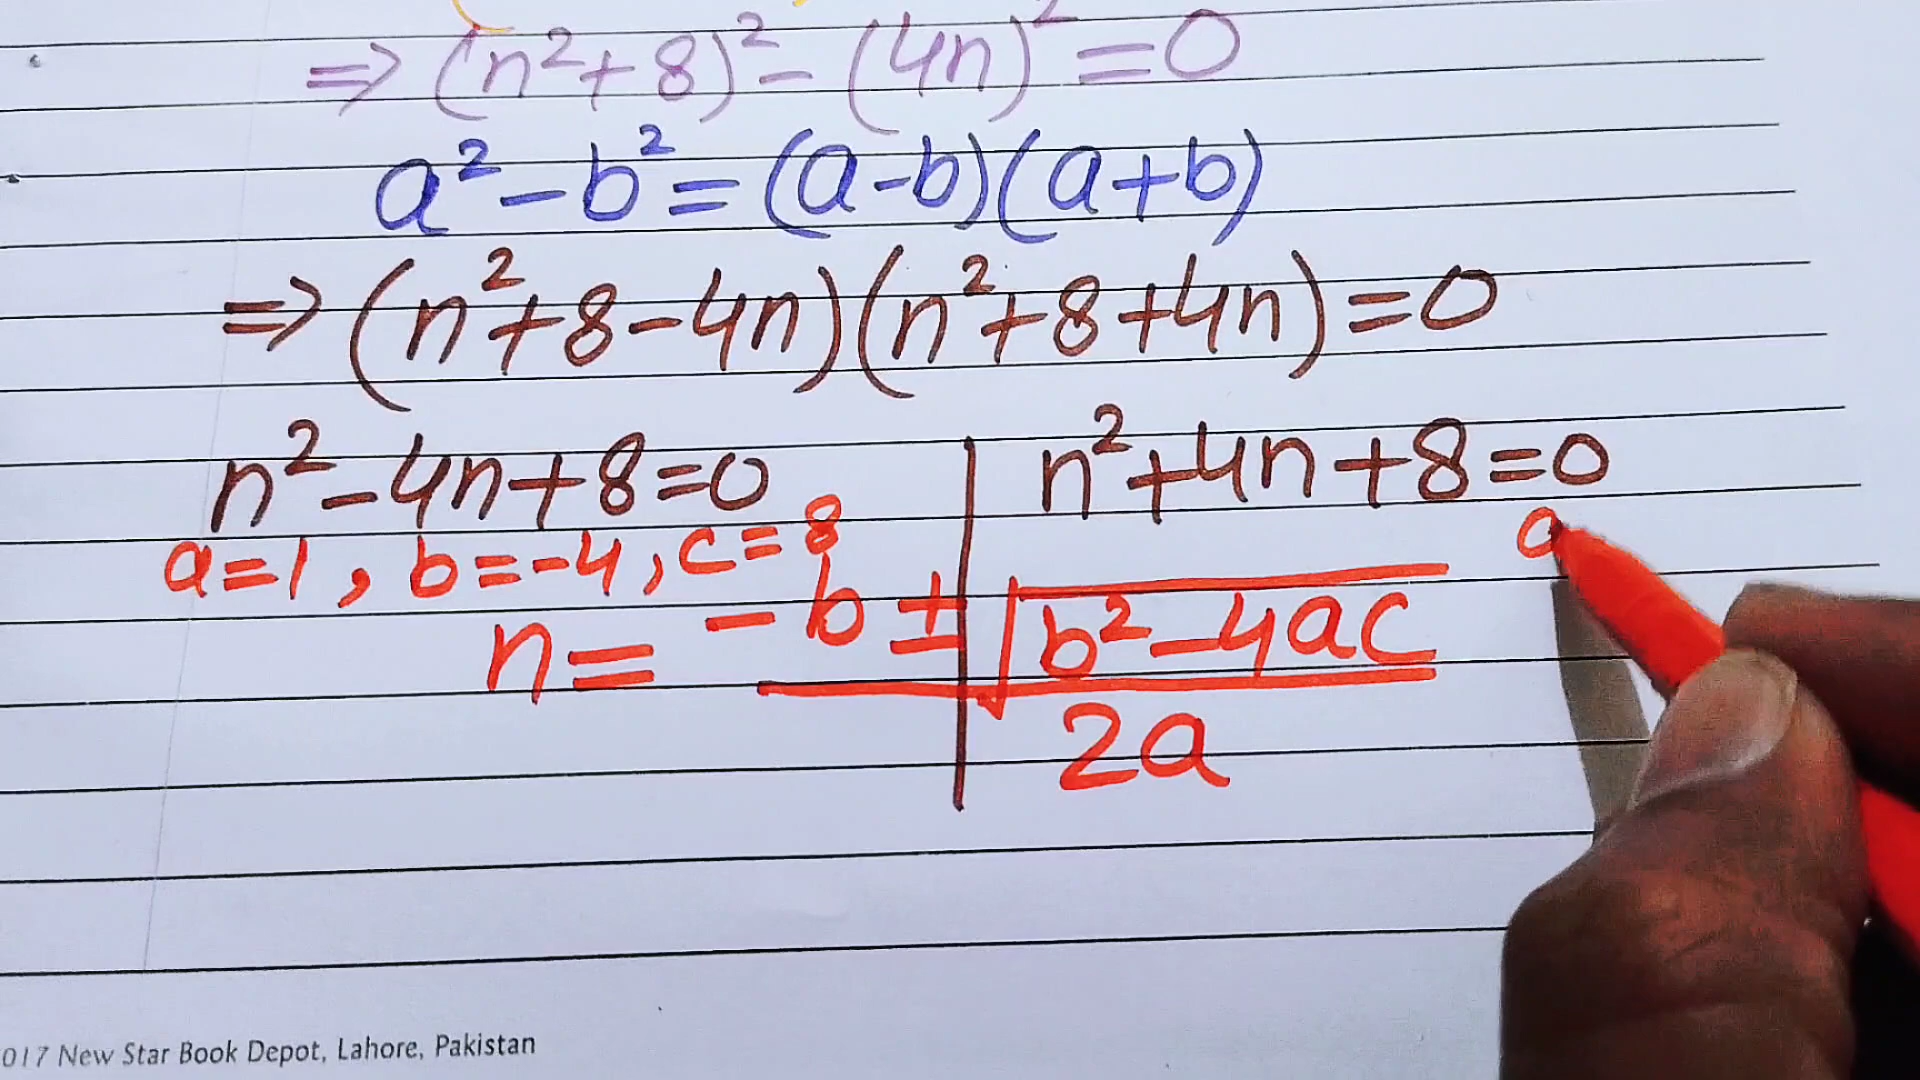 ⇒ (n²+8)² - (4n)² = 0
a² - b² = (a-b)(a+b)
⇒ (n²+8-4n)(n²+8+4n) = 0
n² - 4n + 8 = 0
a=1, b=-4, c=8
n² + 4n + 8 = 0
a
n = -b ± √b²-4ac
2a
017 New Star Book Depot, Lahore, Pakistan